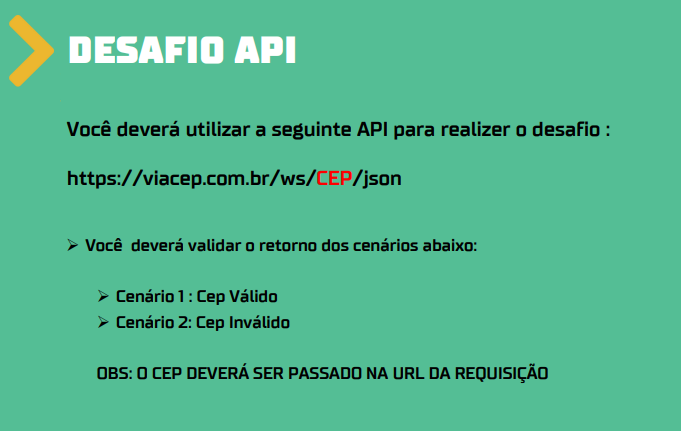 DESAFIO API
Você deverá utilizar a seguinte API para realizer o desafio :
https://viacep.com.br/ws/CEP/json
➢ Você deverá validar o retorno dos cenários abaixo:
➢ Cenário 1 : Cep Válido
➢ Cenário 2: Cep Inválido
OBS: O CEP DEVERÁ SER PASSADO NA URL DA REQUISIÇÃO